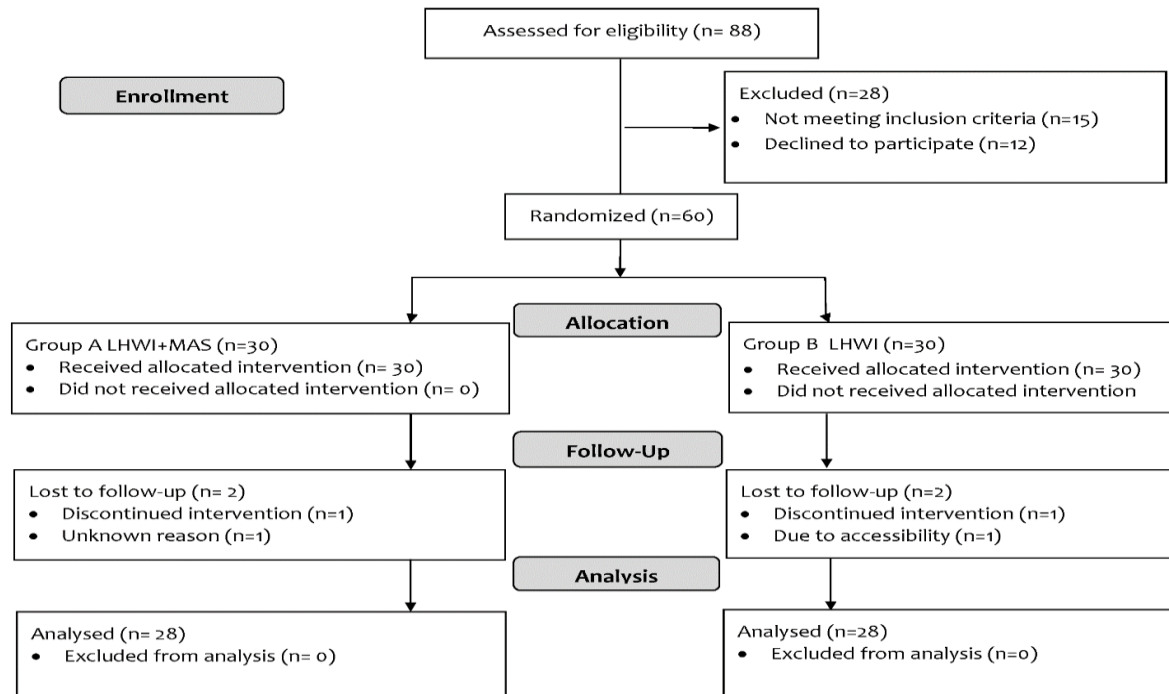 Assessed for eligibility (n= 88)
Enrollment
Excluded (n=28)
• Not meeting inclusion criteria (n=15)
• Declined to participate (n=12)
Randomized (n=60)
Allocation
Group A LHWI+MAS (n=30)
• Received allocated intervention (n= 30)
• Did not received allocated intervention (n= 0)
Group B LHWI (n=30)
• Received allocated intervention (n= 30)
• Did not received allocated intervention
Follow-Up
Lost to follow-up (n= 2)
• Discontinued intervention (n=1)
• Unknown reason (n=1)
Lost to follow-up (n=2)
• Discontinued intervention (n=1)
• Due to accessibility (n=1)
Analysis
Analysed (n= 28)
• Excluded from analysis (n= 0)
Analysed (n=28)
• Excluded from analysis (n=0)